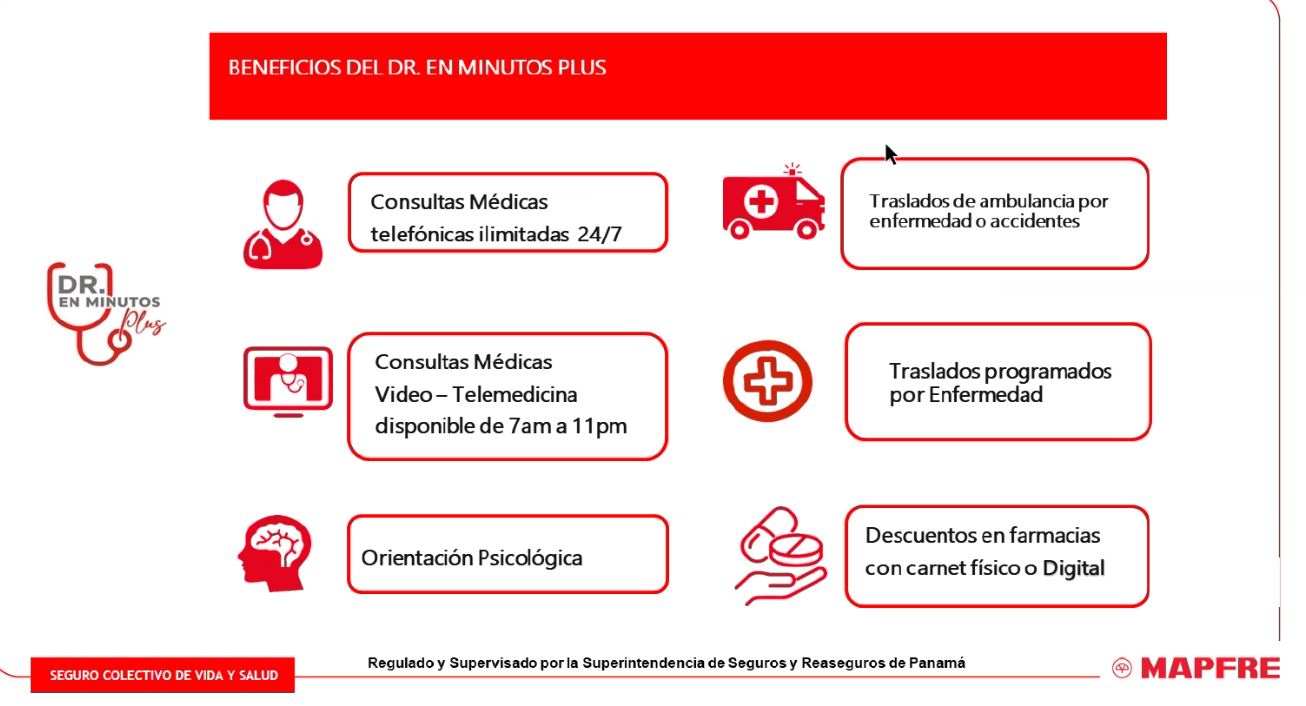 BENEFICIOS DEL DR. EN MINUTOS PLUS
Consultas Médicas
telefónicas ilimitadas 24/7
Traslados de ambulancia por
enfermedad o accidentes
DR.
EN MINUTOS
Plus
Consultas Médicas
Video – Telemedicina
disponible de 7am a 11pm
Traslados programados
por Enfermedad
Orientación Psicológica
Descuentos en farmacias
con carnet físico o Digital
SEGURO COLECTIVO DE VIDA Y SALUD
Regulado y Supervisado por la Superintendencia de Seguros y Reaseguros de Panamá
MAPFRE